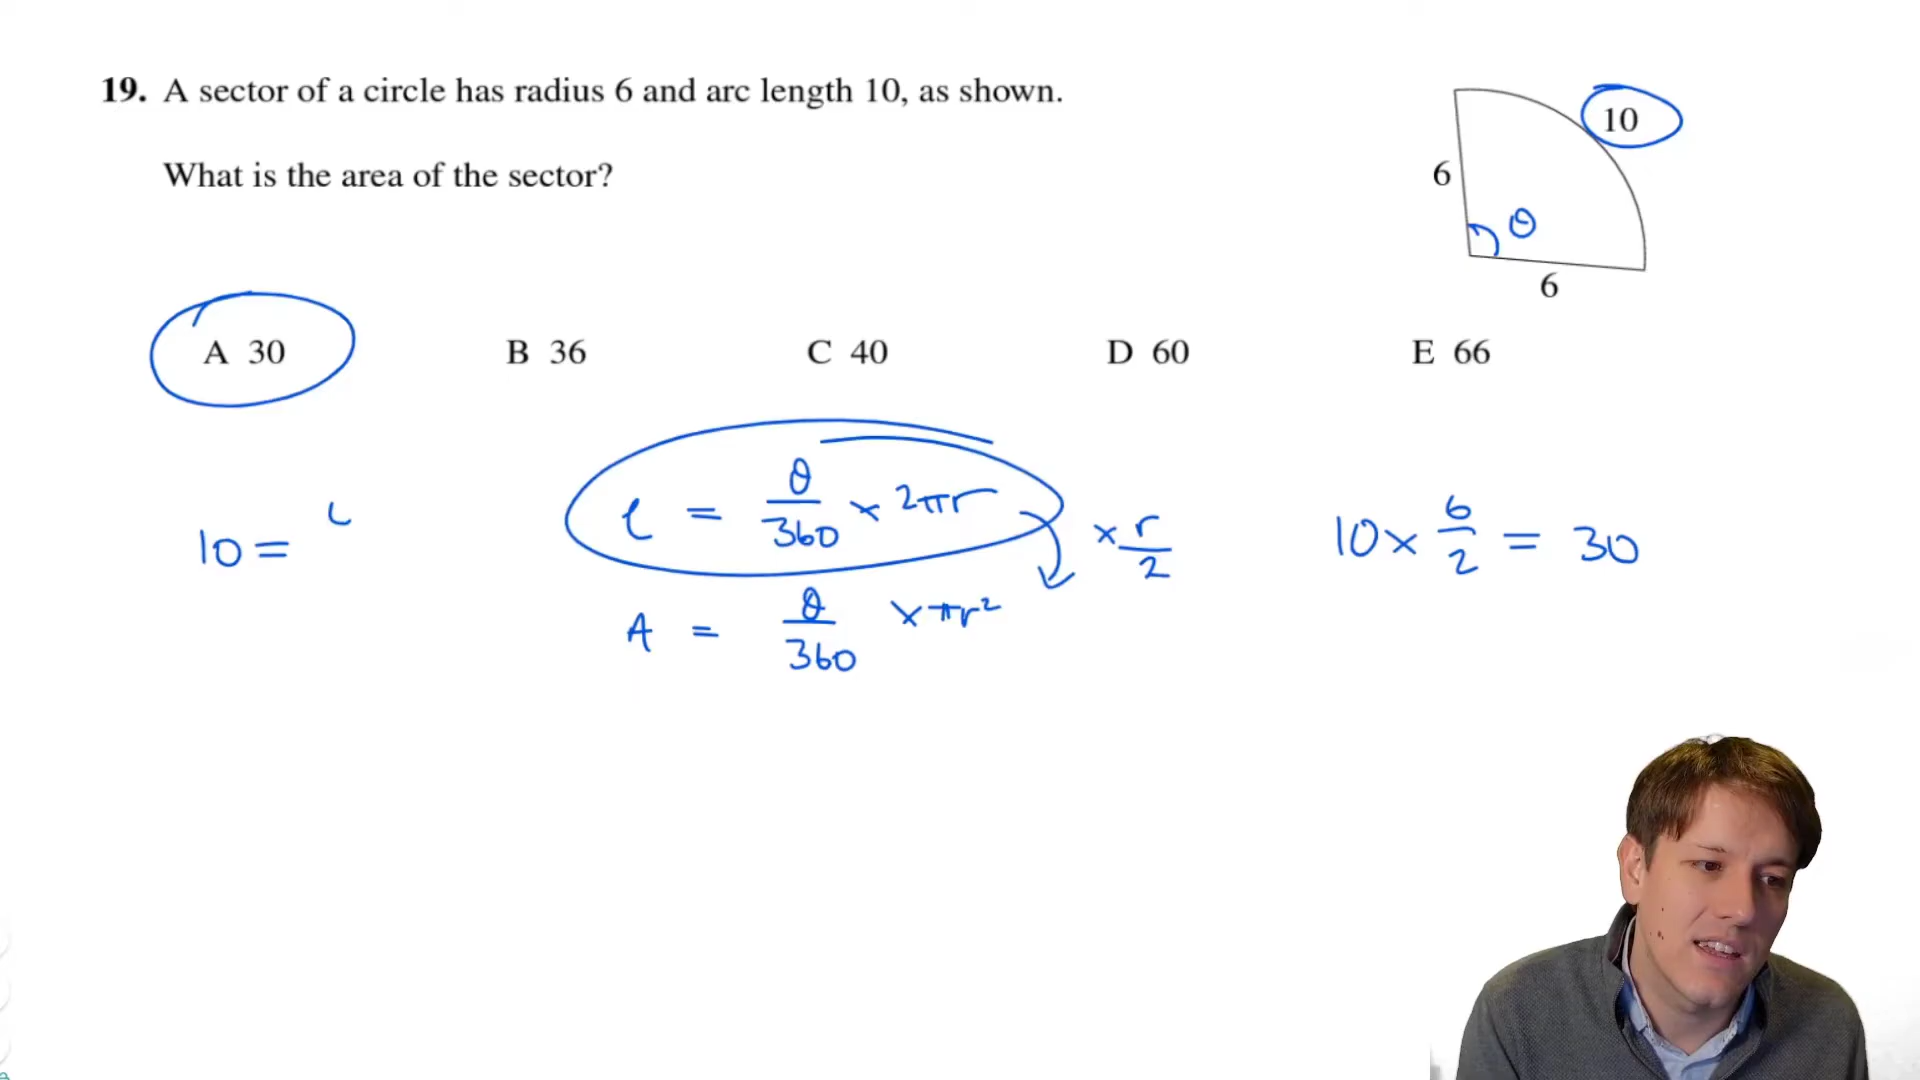 19. A sector of a circle has radius 6 and arc length 10, as shown.
What is the area of the sector?
10
6
θ
6
A 30 B 36 C 40 D 60 E 66
l = θ/360 × 2πr
× r/2
10 =
10 × 6/2 = 30
A = θ/360 × πr²